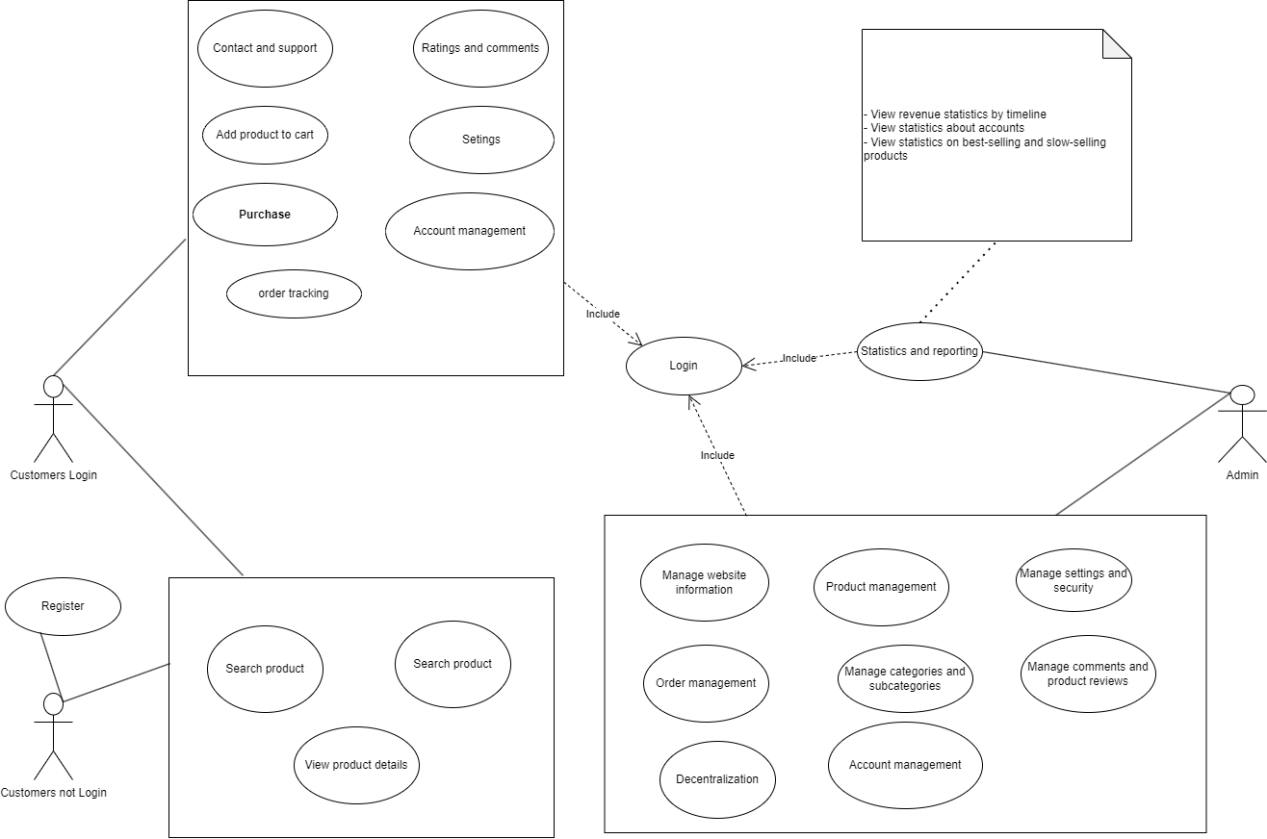 Contact and support
Ratings and comments
Add product to cart
Setings
Purchase
Account management
order tracking
- View revenue statistics by timeline
- View statistics about accounts
- View statistics on best-selling and slow-selling
products
Include
Login
Include
Statistics and reporting
Include
Customers Login
Admin
Register
Search product
Search product
View product details
Customers not Login
Manage website
information
Product management
Manage settings and
security
Order management
Manage categories and
subcategories
Manage comments and
product reviews
Decentralization
Account management